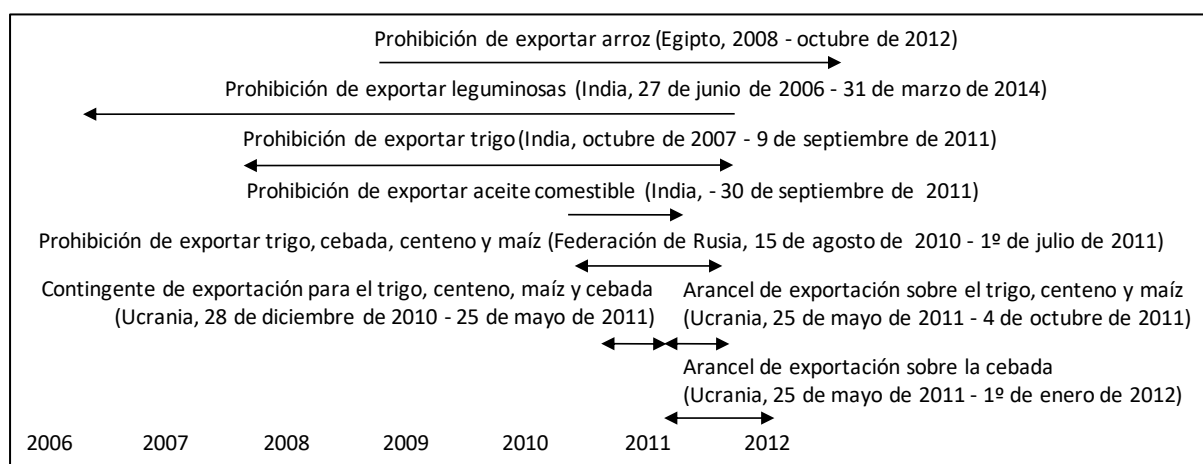 Prohibición de exportar arroz (Egipto, 2008 - octubre de 2012)
Prohibición de exportar leguminosas (India, 27 de junio de 2006 - 31 de marzo de 2014)
Prohibición de exportar trigo (India, octubre de 2007 - 9 de septiembre de 2011)
Prohibición de exportar aceite comestible (India, - 30 de septiembre de 2011)
Prohibición de exportar trigo, cebada, centeno y maíz (Federación de Rusia, 15 de agosto de 2010 - 1º de julio de 2011)
Contingente de exportación para el trigo, centeno, maíz y cebada
(Ucrania, 28 de diciembre de 2010 - 25 de mayo de 2011)
Arancel de exportación sobre el trigo, centeno y maíz
(Ucrania, 25 de mayo de 2011 - 4 de octubre de 2011)
Arancel de exportación sobre la cebada
(Ucrania, 25 de mayo de 2011 - 1º de enero de 2012)
2006 2007 2008 2009 2010 2011 2012